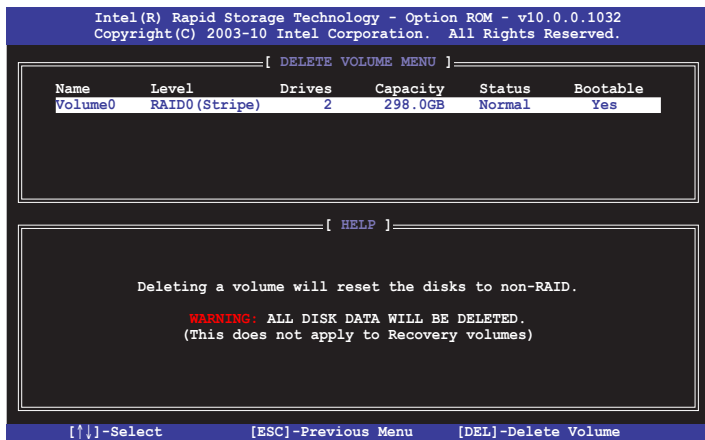 Intel(R) Rapid Storage Technology - Option ROM - v10.0.0.1032
Copyright(C) 2003-10 Intel Corporation. All Rights Reserved.
[ DELETE VOLUME MENU ]
Name Level Drives Capacity Status Bootable
Volume0 RAID0(Stripe) 2 298.0GB Normal Yes
[ HELP ]
Deleting a volume will reset the disks to non-RAID.
WARNING: ALL DISK DATA WILL BE DELETED.
(This does not apply to Recovery volumes)
[↑↓]-Select [ESC]-Previous Menu [DEL]-Delete Volume